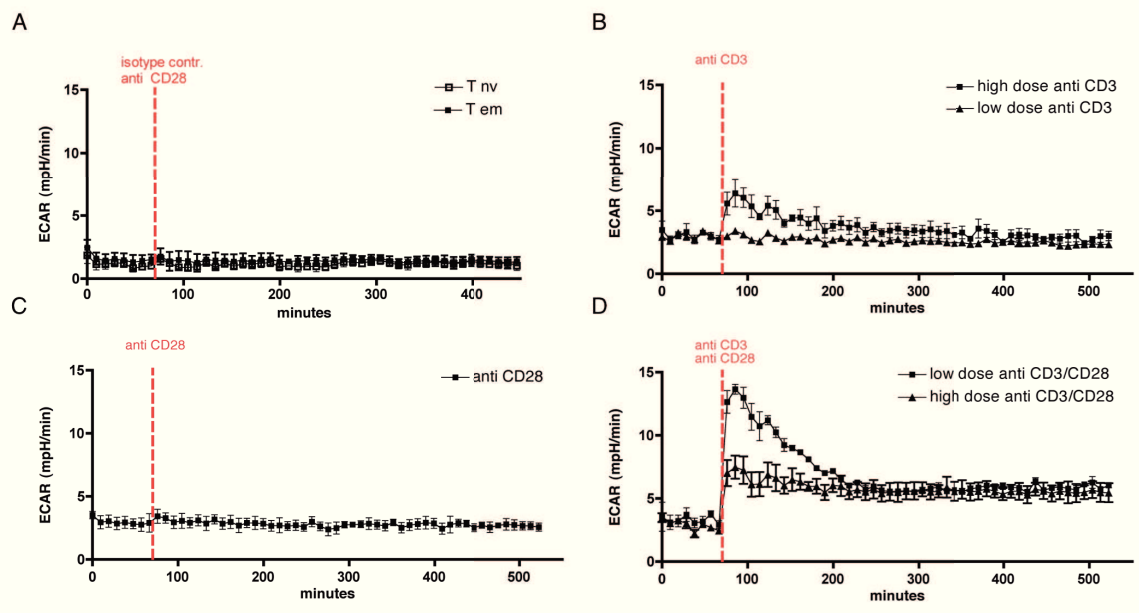 A
isotype contr.
anti CD28
T nv
T em
15
10
5
0
ECAR (mpH/min)
0 100 200 300 400
minutes
B
anti CD3
high dose anti CD3
low dose anti CD3
15
10
5
0
ECAR (mpH/min)
0 100 200 300 400 500
minutes
C
anti CD28
anti CD28
15
10
5
0
ECAR (mpH/min)
0 100 200 300 400 500
minutes
D
anti CD3
anti CD28
low dose anti CD3/CD28
high dose anti CD3/CD28
15
10
5
0
ECAR (mpH/min)
0 100 200 300 400 500
minutes